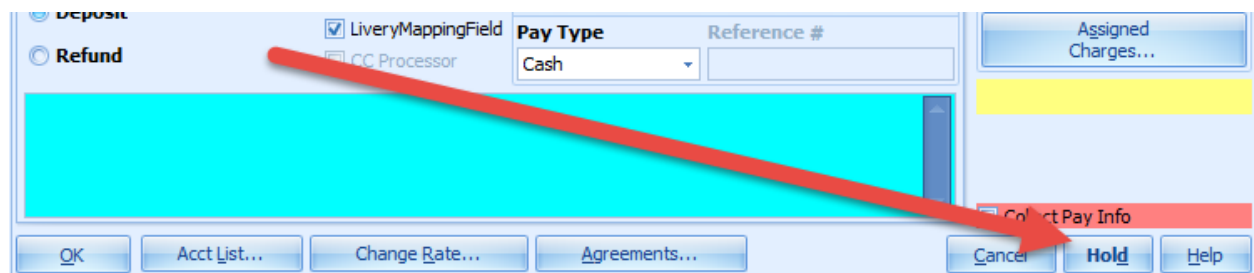 Deposit
LiveryMappingField
Pay Type
Reference #
Assigned
Charges...
Refund
CC Processor
Cash
Collect Pay Info
OK
Acct List...
Change Rate...
Agreements...
Cancel
Hold
Help